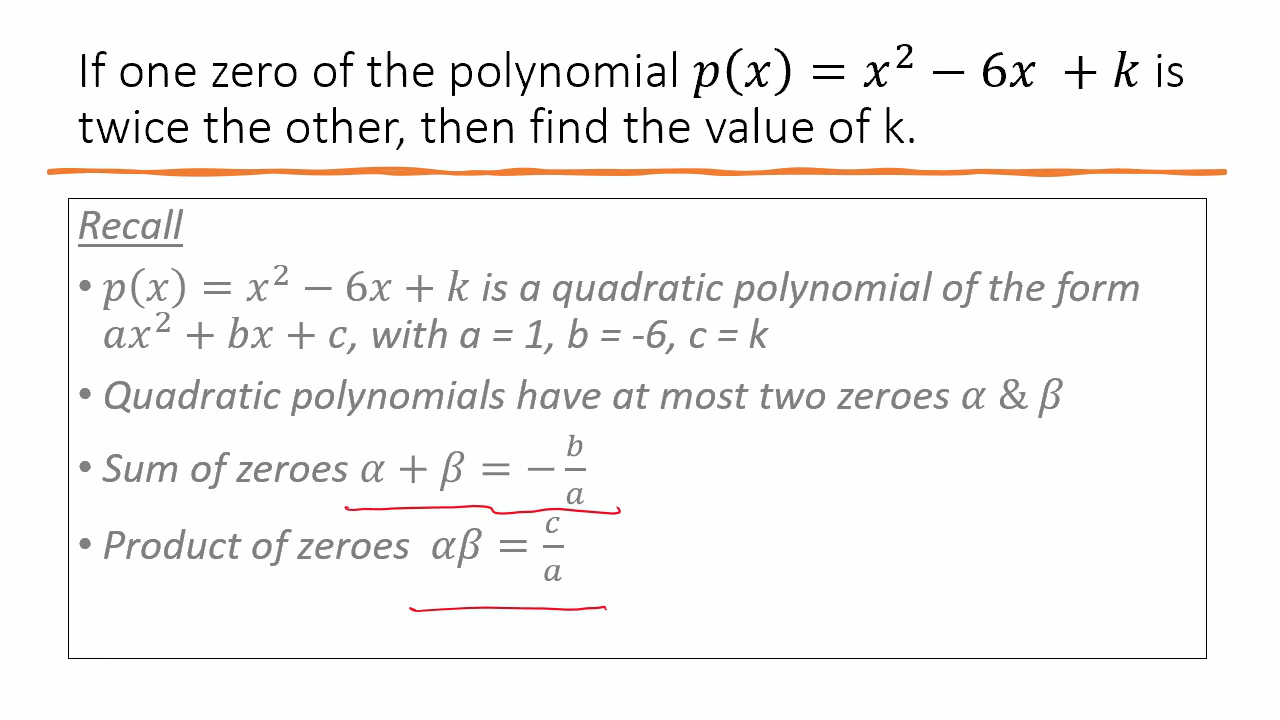 If one zero of the polynomial 𝑝(𝑥) = 𝑥² − 6𝑥 + 𝑘 is
twice the other, then find the value of k.
Recall
• 𝑝(𝑥) = 𝑥² − 6𝑥 + 𝑘 is a quadratic polynomial of the form
𝑎𝑥² + 𝑏𝑥 + 𝑐, with a = 1, b = -6, c = k
• Quadratic polynomials have at most two zeroes 𝛼 & 𝛽
• Sum of zeroes 𝛼 + 𝛽 = − 𝑏/𝑎
• Product of zeroes 𝛼𝛽 = 𝑐/𝑎